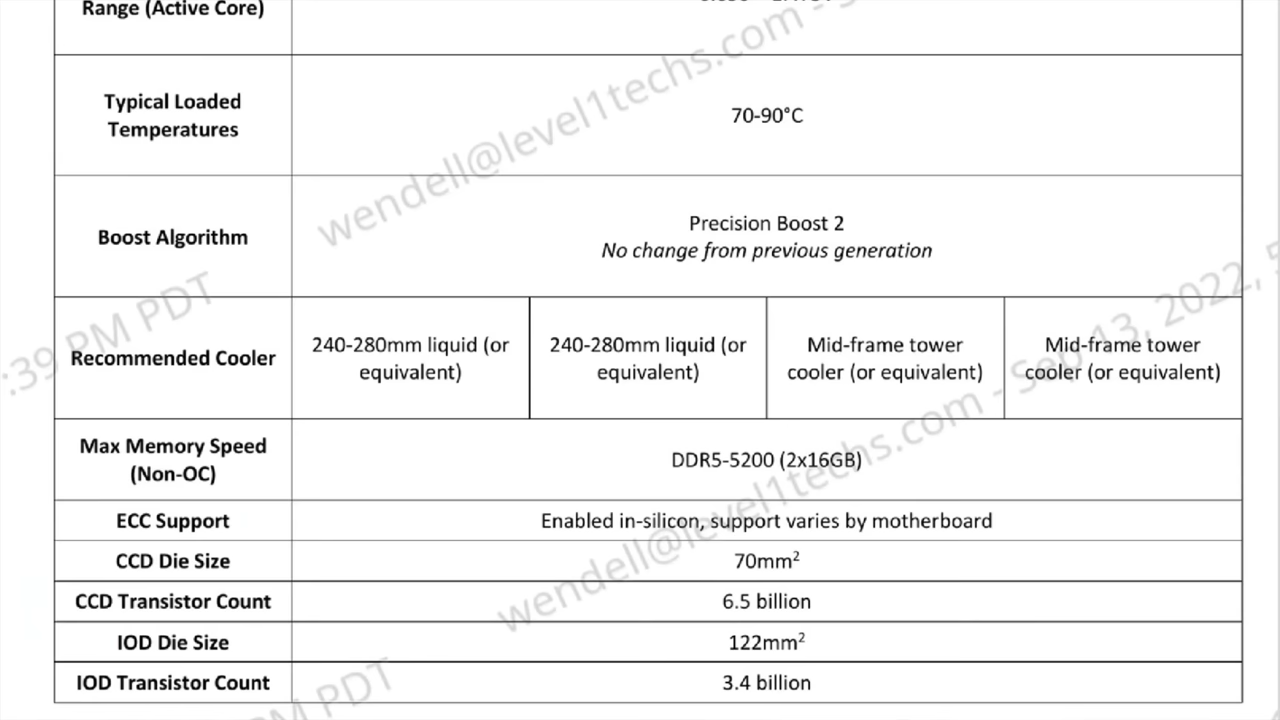 Range (Active Core)
Typical Loaded
Temperatures
70-90°C
Boost Algorithm
Precision Boost 2
No change from previous generation
Recommended Cooler
240-280mm liquid (or
equivalent)
240-280mm liquid (or
equivalent)
Mid-frame tower
cooler (or equivalent)
Mid-frame tower
cooler (or equivalent)
Max Memory Speed
(Non-OC)
DDR5-5200 (2x16GB)
ECC Support
Enabled in-silicon, support varies by motherboard
CCD Die Size
70mm²
CCD Transistor Count
6.5 billion
IOD Die Size
122mm²
IOD Transistor Count
3.4 billion
wendell@level1techs.com -
:39 PM PDT
wendell@level1techs.com - Sep 13, 2022,
PM PDT